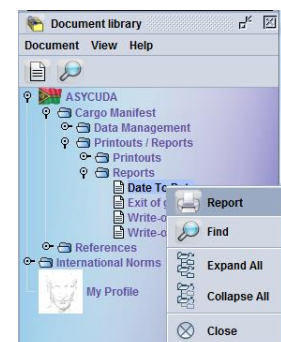 Document library
Document View Help
ASYCUDA
Cargo Manifest
Data Management
Printouts / Reports
Printouts
Reports
Date To
Exit of g
Write-o
Write-o
References
International Norms
My Profile
Report
Find
Expand All
Collapse All
Close